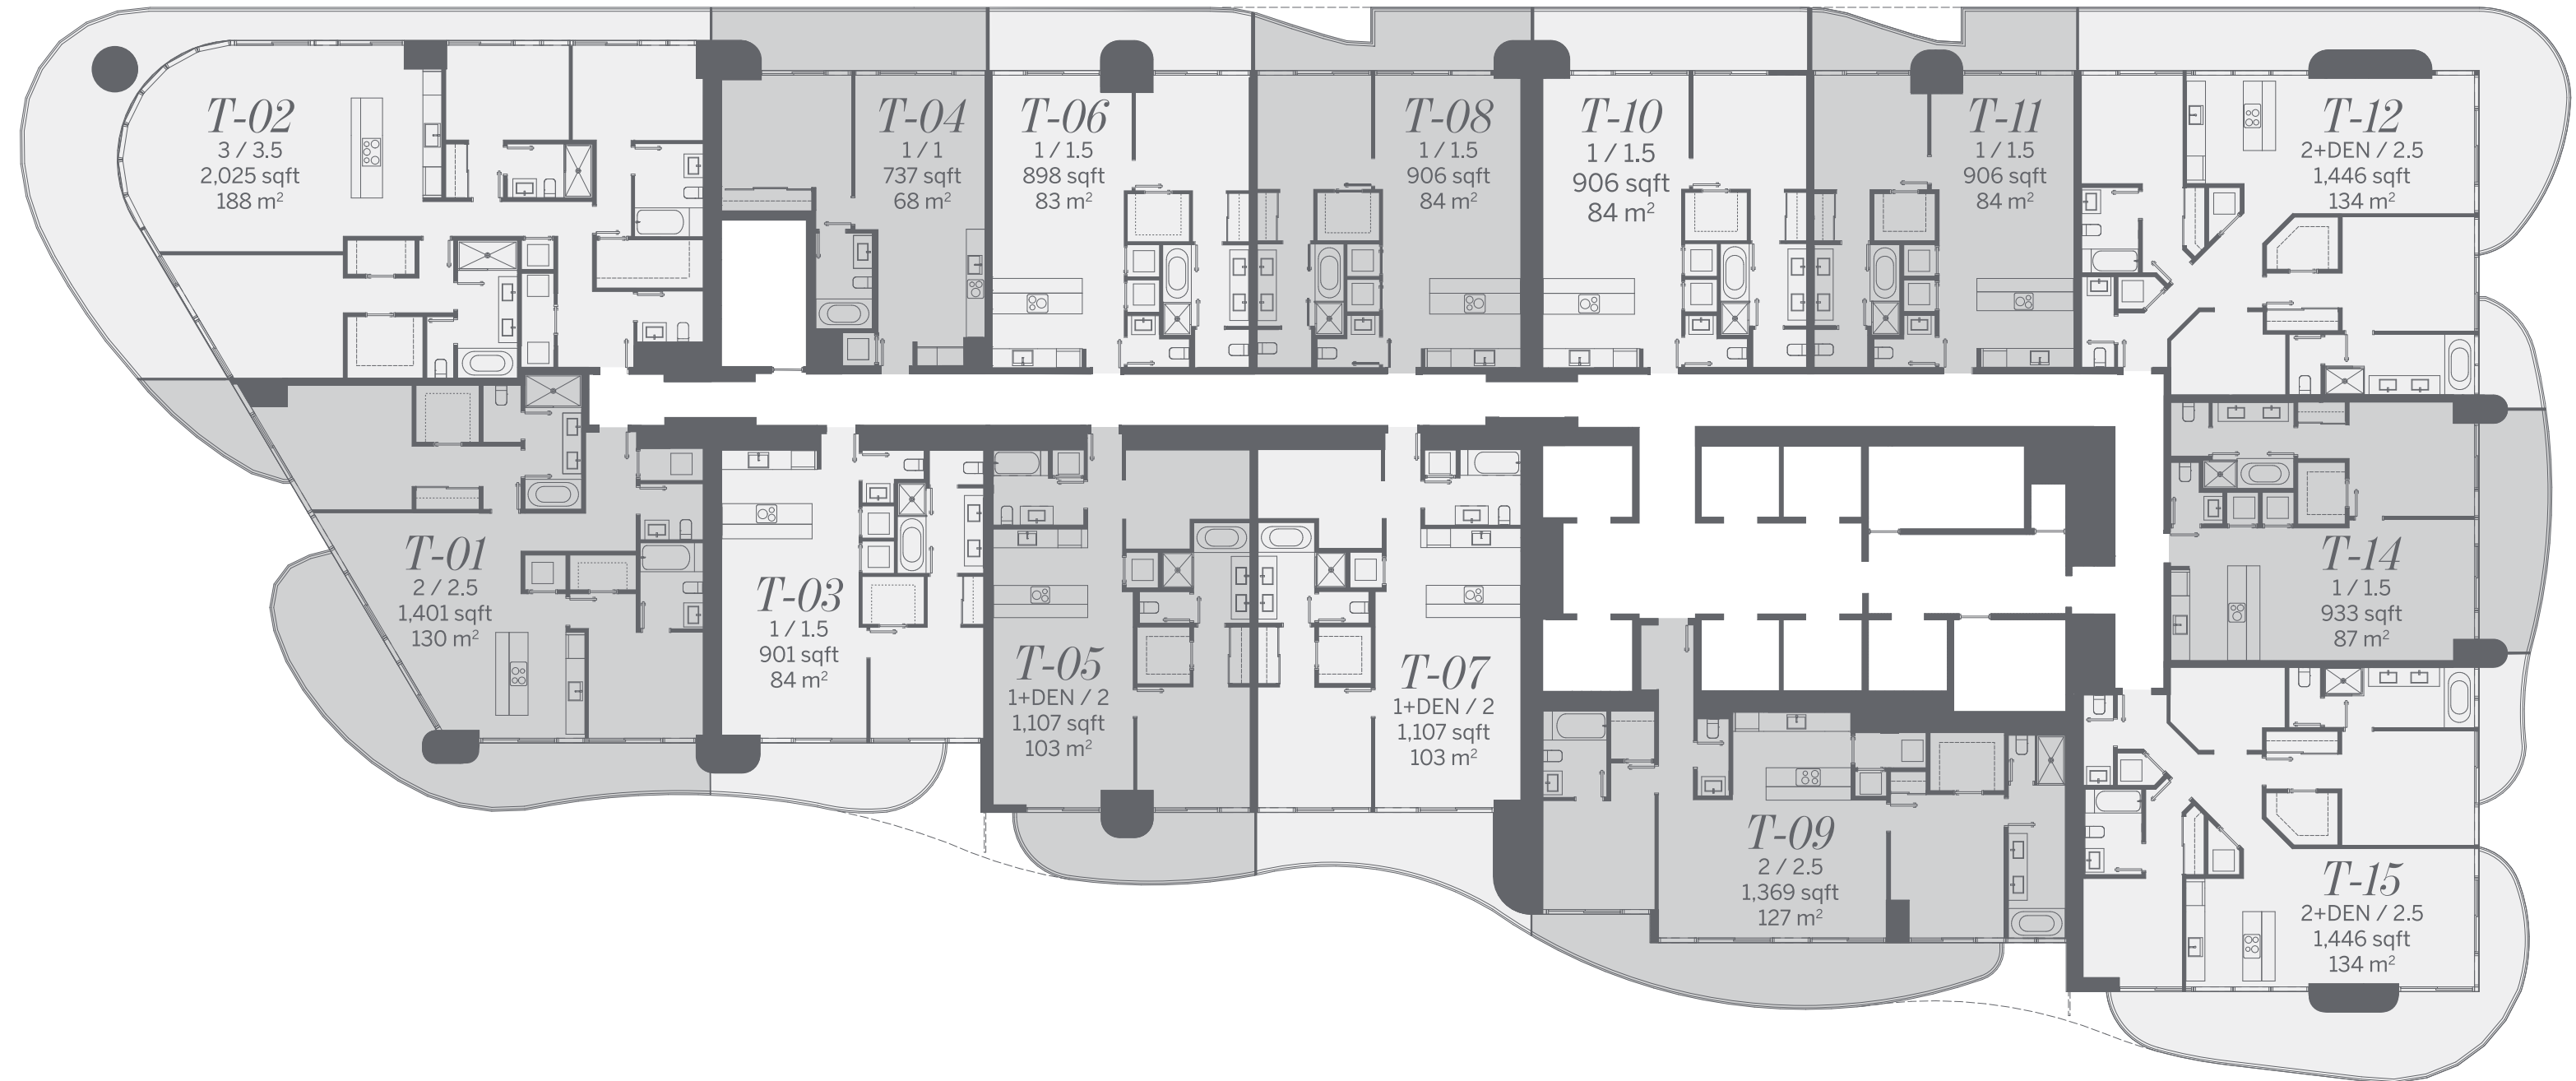 T-02
3 / 3.5
2,025 sqft
188 m²
T-04
1 / 1
737 sqft
68 m²
T-06
1 / 1.5
898 sqft
83 m²
T-08
1 / 1.5
906 sqft
84 m²
T-10
1 / 1.5
906 sqft
84 m²
T-11
1 / 1.5
906 sqft
84 m²
T-12
2+DEN / 2.5
1,446 sqft
134 m²
T-01
2 / 2.5
1,401 sqft
130 m²
T-03
1 / 1.5
901 sqft
84 m²
T-05
1+DEN / 2
1,107 sqft
103 m²
T-07
1+DEN / 2
1,107 sqft
103 m²
T-09
2 / 2.5
1,369 sqft
127 m²
T-14
1 / 1.5
933 sqft
87 m²
T-15
2+DEN / 2.5
1,446 sqft
134 m²